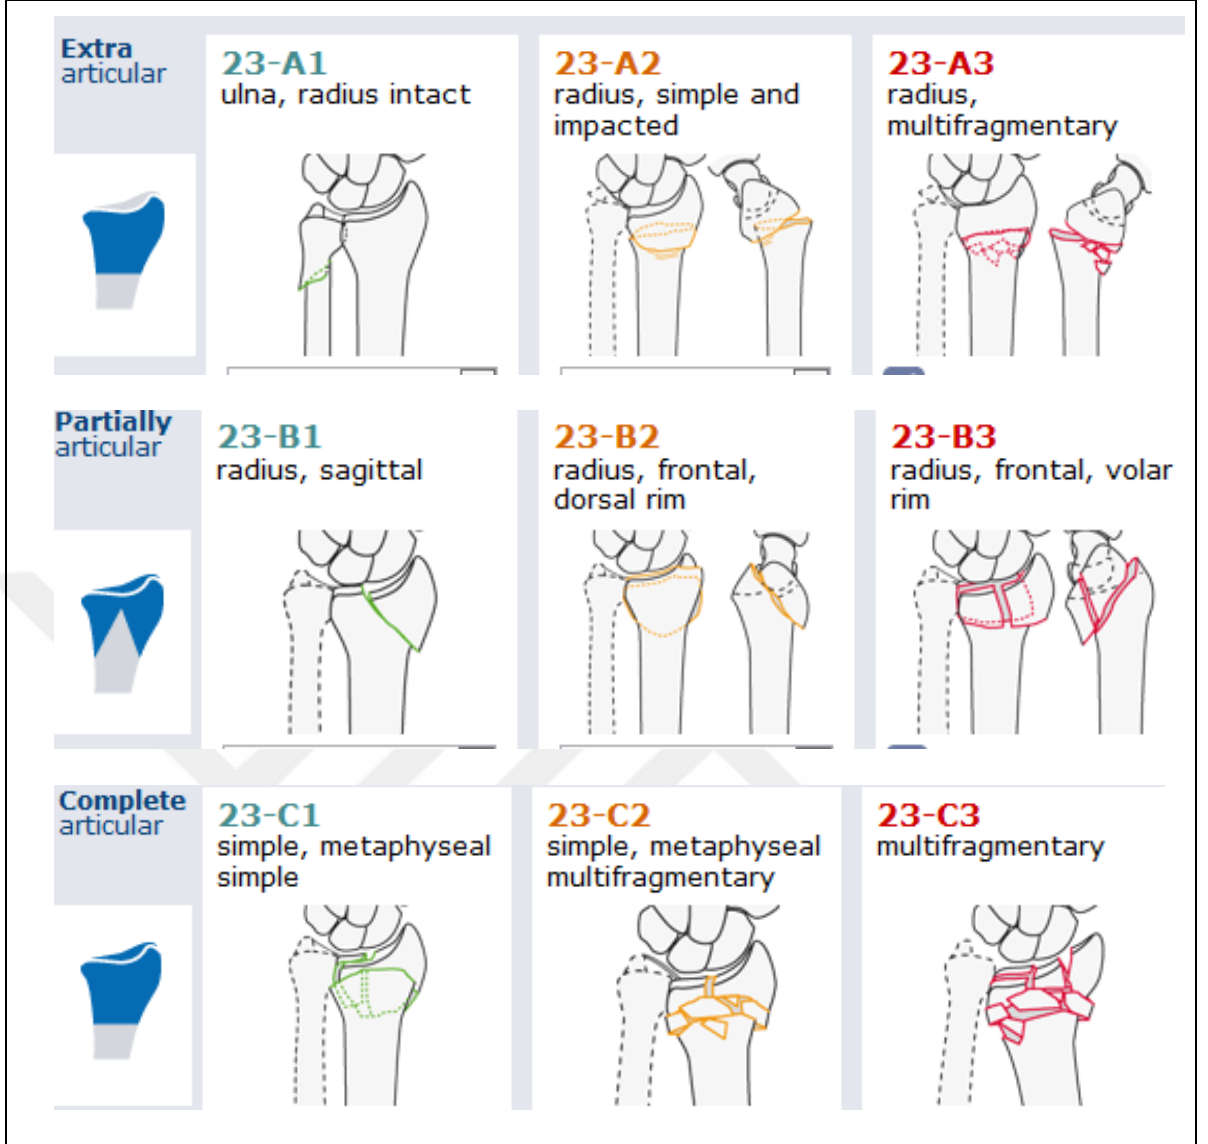 Extra
articular
23-A1
ulna, radius intact
23-A2
radius, simple and
impacted
23-A3
radius,
multifragmentary
Partially
articular
23-B1
radius, sagittal
23-B2
radius, frontal,
dorsal rim
23-B3
radius, frontal, volar
rim
Complete
articular
23-C1
simple, metaphyseal
simple
23-C2
simple, metaphyseal
multifragmentary
23-C3
multifragmentary